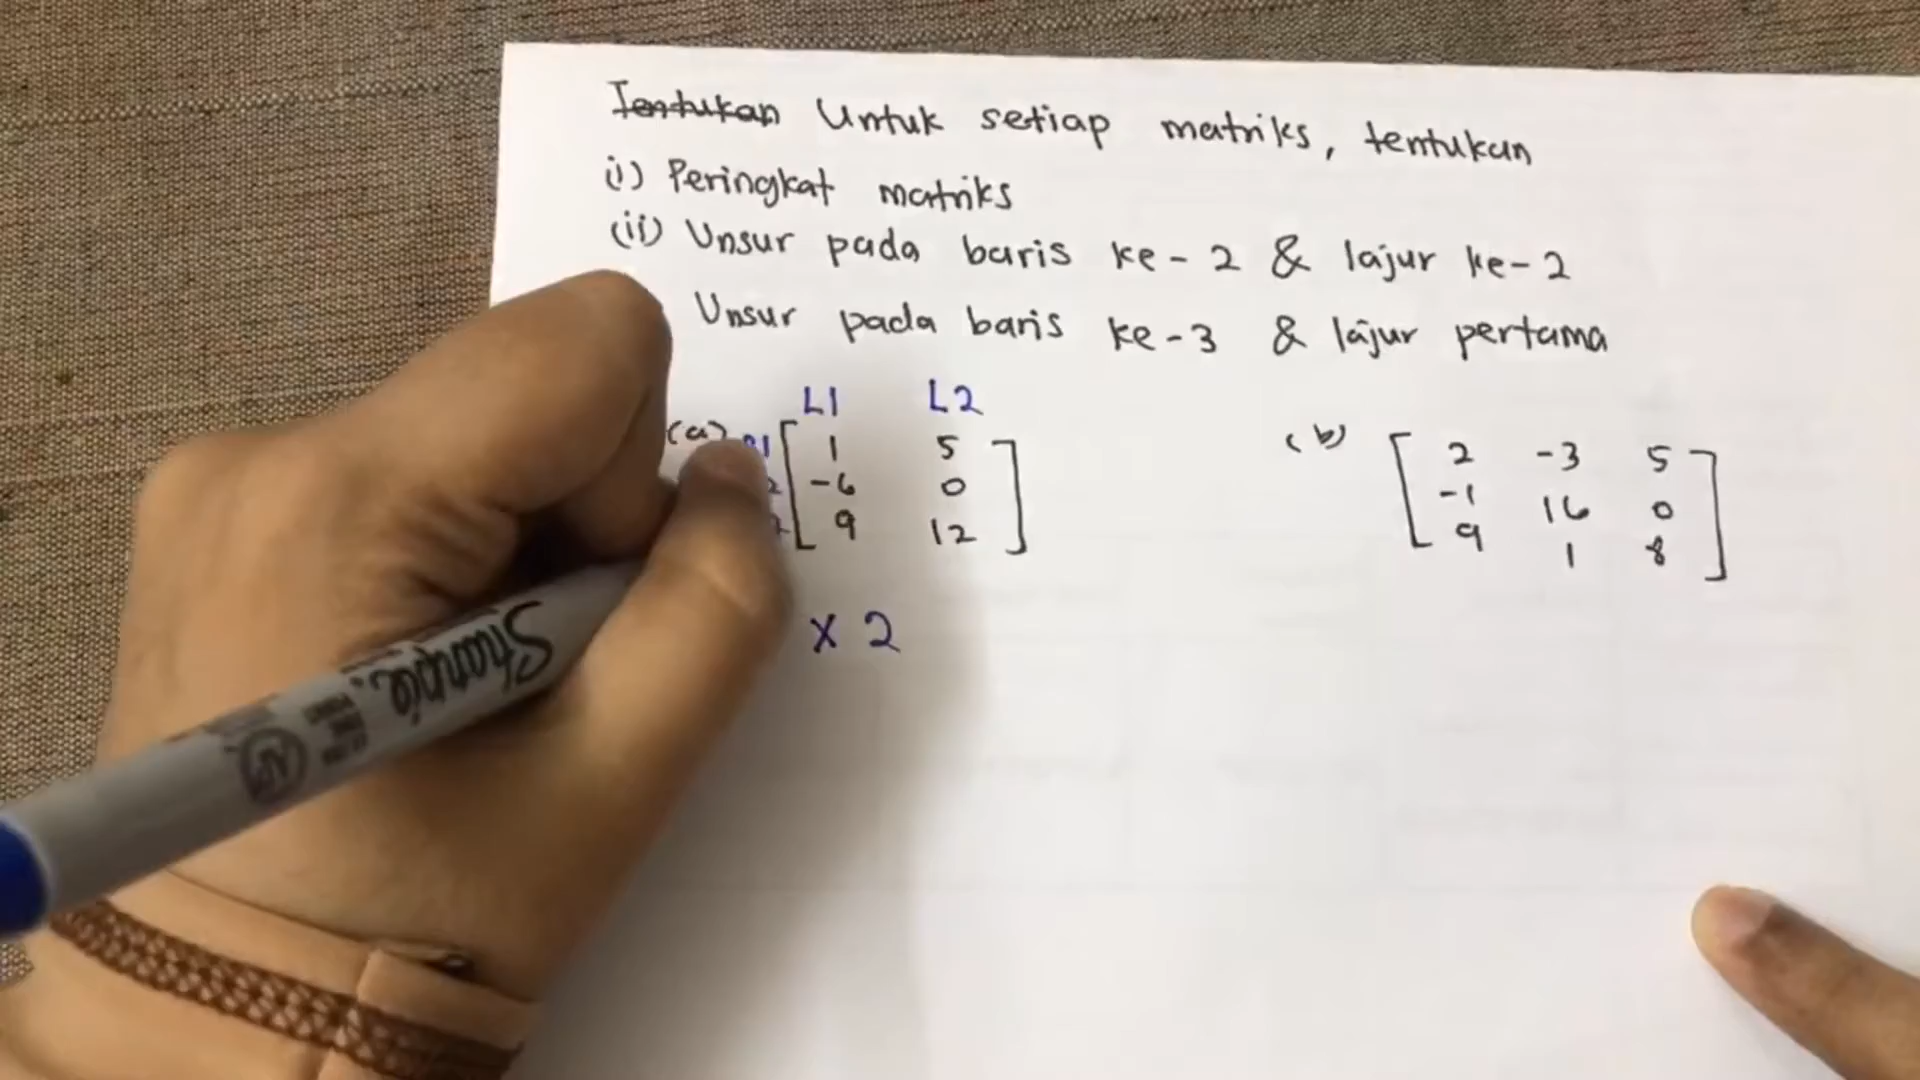 Tentukan Untuk setiap matriks, tentukan
(i) Peringkat matriks
(ii) Unsur pada baris ke-2 & lajur ke-2
Unsur pada baris ke-3 & lajur pertama
L1 L2
(a) 1 5
-6 0
9 12
(b) 2 -3 5
-1 16 0
9 1 8
x 2
Sharpie.
AP